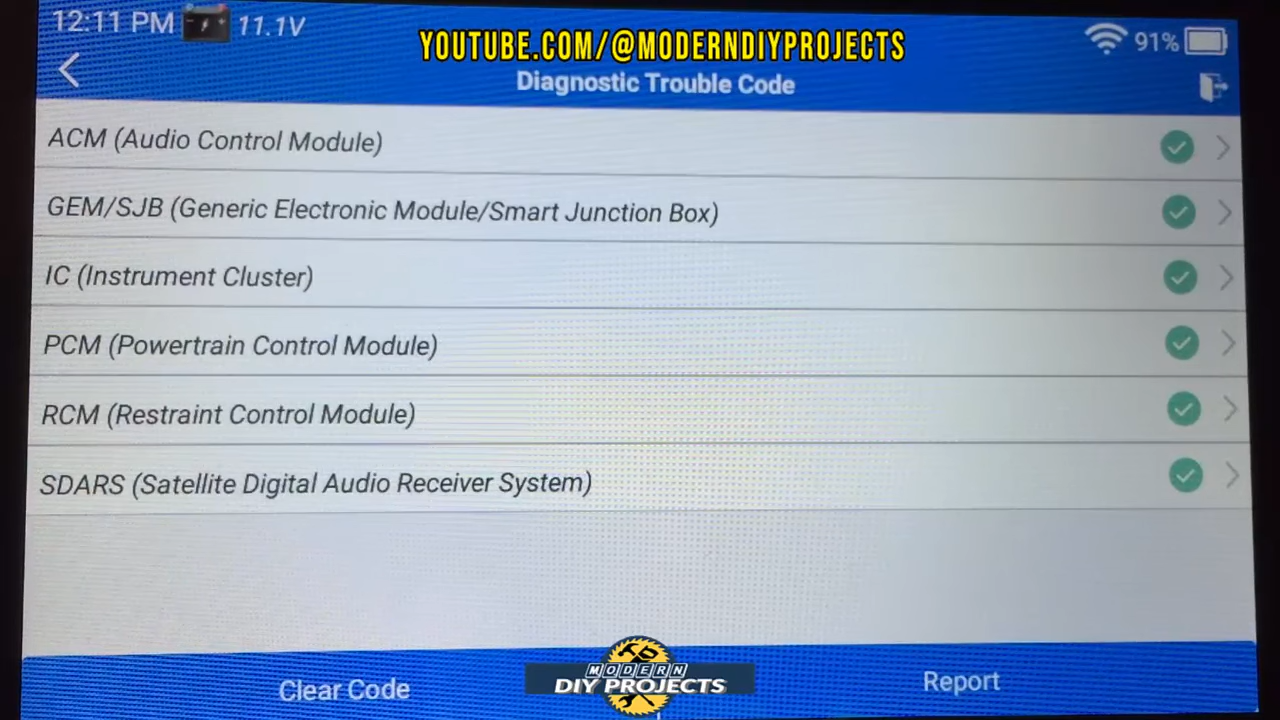 12:11 PM 11.1V
YOUTUBE.COM/@MODERNDIYPROJECTS
91%
Diagnostic Trouble Code
ACM (Audio Control Module)
GEM/SJB (Generic Electronic Module/Smart Junction Box)
IC (Instrument Cluster)
PCM (Powertrain Control Module)
RCM (Restraint Control Module)
SDARS (Satellite Digital Audio Receiver System)
Clear Code
MODERN
DIY PROJECTS
Report